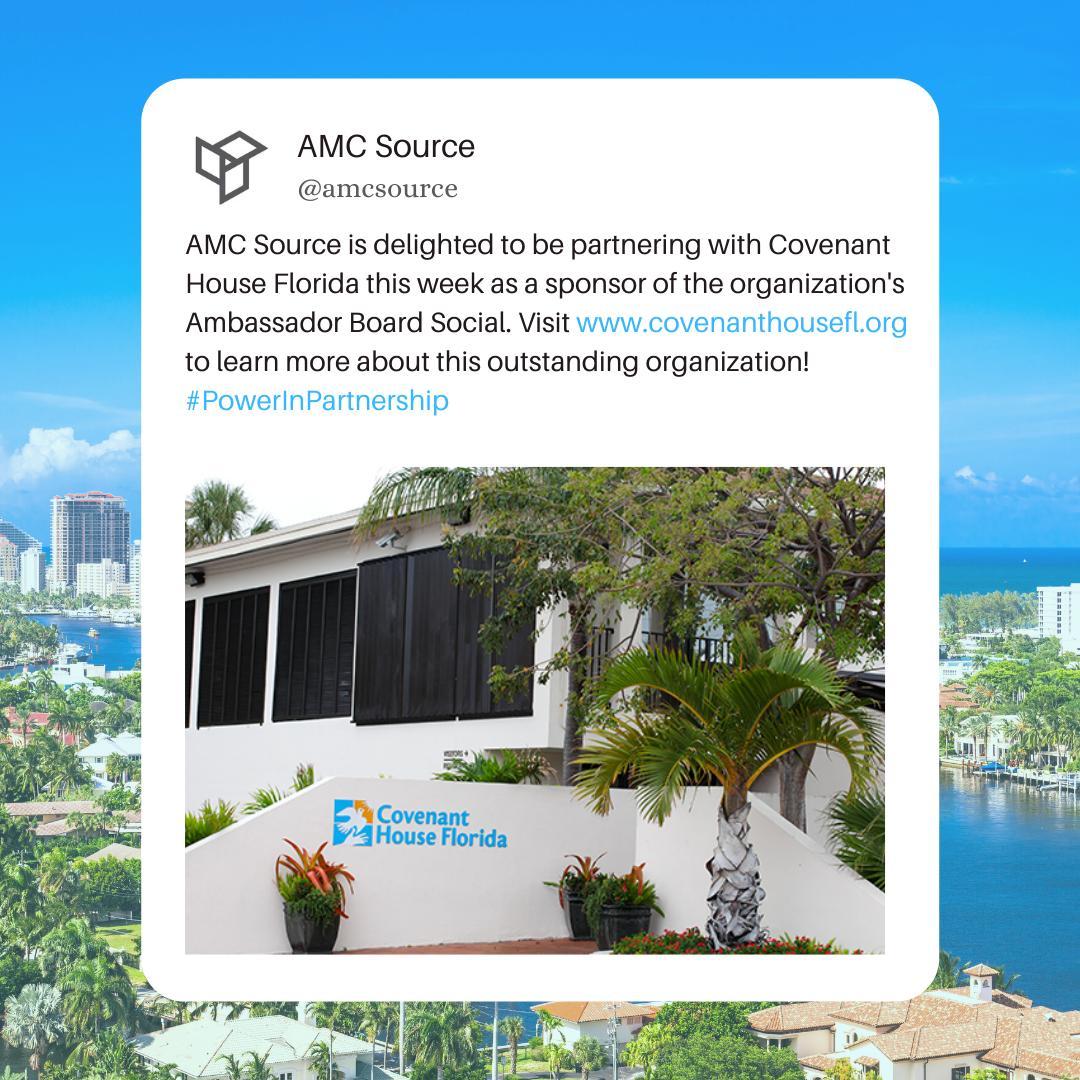 AMC Source
@amcsource
AMC Source is delighted to be partnering with Covenant
House Florida this week as a sponsor of the organization's
Ambassador Board Social. Visit www.covenanthousefl.org
to learn more about this outstanding organization!
#PowerInPartnership
VISITORS
Covenant
House Florida